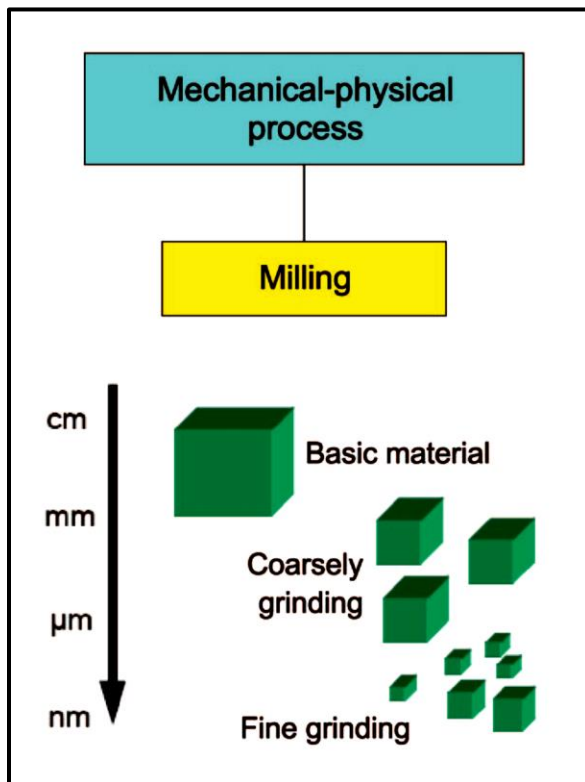 Mechanical-physical
process
Milling
cm
Basic material
mm
Coarsely
grinding
µm
nm
Fine grinding